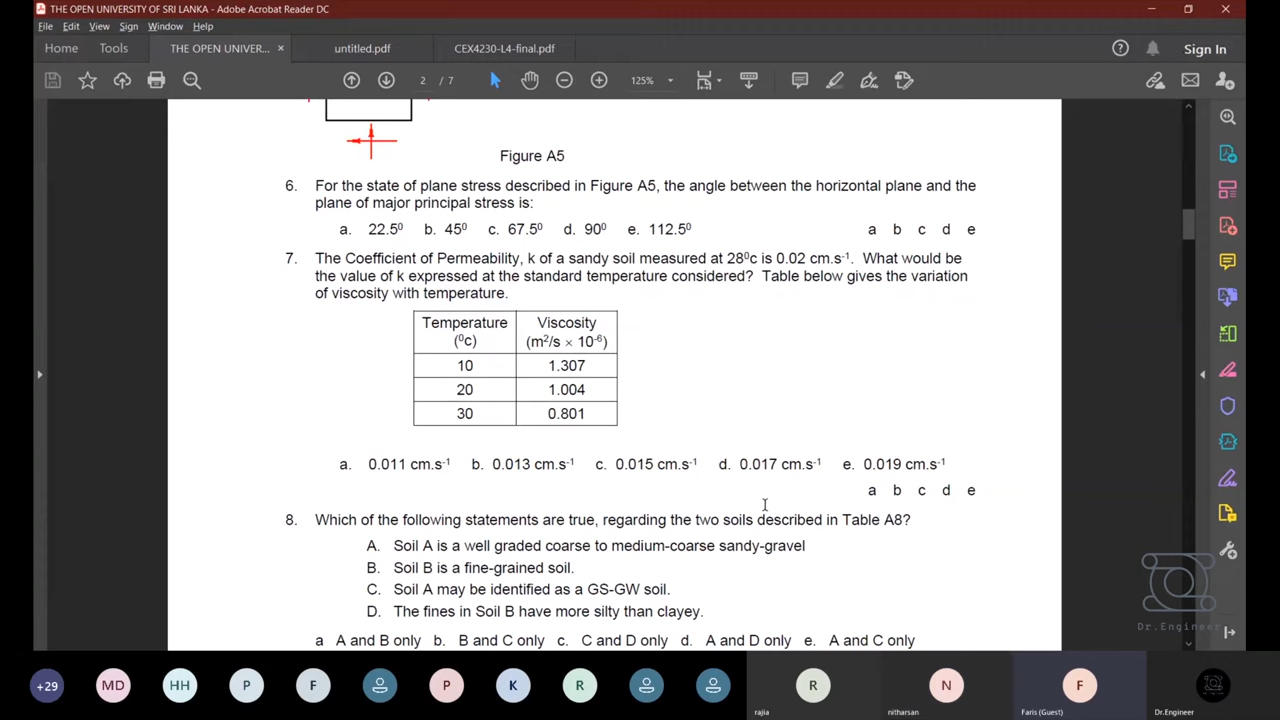 THE OPEN UNIVERSITY OF SRI LANKA - Adobe Acrobat Reader DC
File Edit View Sign Window Help
Home Tools THE OPEN UNIVER... × untitled.pdf CEX4230-L4-final.pdf Sign In
2 / 7 125%
Figure A5
6. For the state of plane stress described in Figure A5, the angle between the horizontal plane and the
plane of major principal stress is:
a. 22.5⁰ b. 45⁰ c. 67.5⁰ d. 90⁰ e. 112.5⁰ a b c d e
7. The Coefficient of Permeability, k of a sandy soil measured at 28⁰c is 0.02 cm.s⁻¹. What would be
the value of k expressed at the standard temperature considered? Table below gives the variation
of viscosity with temperature.
Temperature Viscosity
(⁰c) (m²/s × 10⁻⁶)
10 1.307
20 1.004
30 0.801
a. 0.011 cm.s⁻¹ b. 0.013 cm.s⁻¹ c. 0.015 cm.s⁻¹ d. 0.017 cm.s⁻¹ e. 0.019 cm.s⁻¹
a b c d e
8. Which of the following statements are true, regarding the two soils described in Table A8?
A. Soil A is a well graded coarse to medium-coarse sandy-gravel
B. Soil B is a fine-grained soil.
C. Soil A may be identified as a GS-GW soil.
D. The fines in Soil B have more silty than clayey.
a A and B only b. B and C only c. C and D only d. A and D only e. A and C only
Dr.Engineer
+29 MD HH P F P K R R N F
rajia nitharsan Faris (Guest) Dr.Engineer